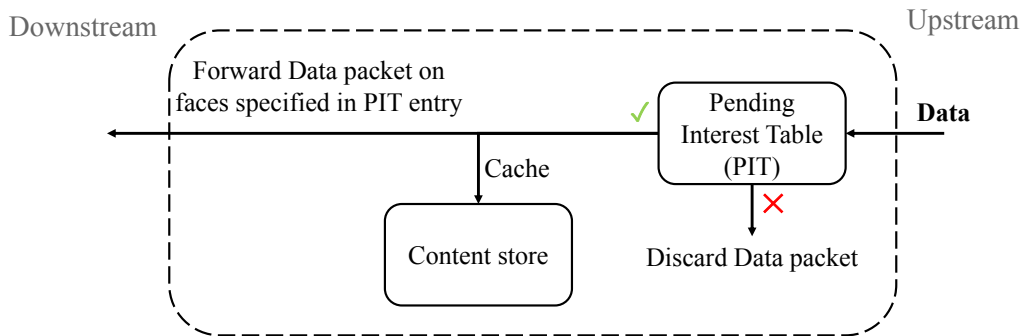 Downstream
Upstream
Forward Data packet on
faces specified in PIT entry
Pending
Interest Table
(PIT)
Data
Cache
Content store
Discard Data packet